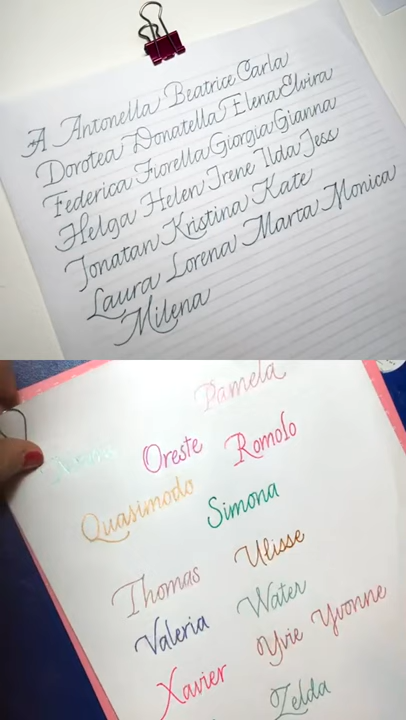 A Antonella Beatrice Carla
Dorotea Donatella Elena Elvira
Federica Fiorella Giorgia Gianna
Helga Helen Irene Ilda Jess
Jonatan Kristina Kate
Laura Lorena Marta Monica
Milena
Pamela
Oreste Romolo
Quasimodo Simona
Thomas Ulisse
Valeria Water
Xavier Yvie Yvonne
Zelda